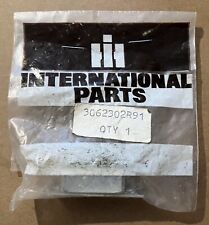 INTERNATIONAL
PARTS
3062302R91
QTY 1